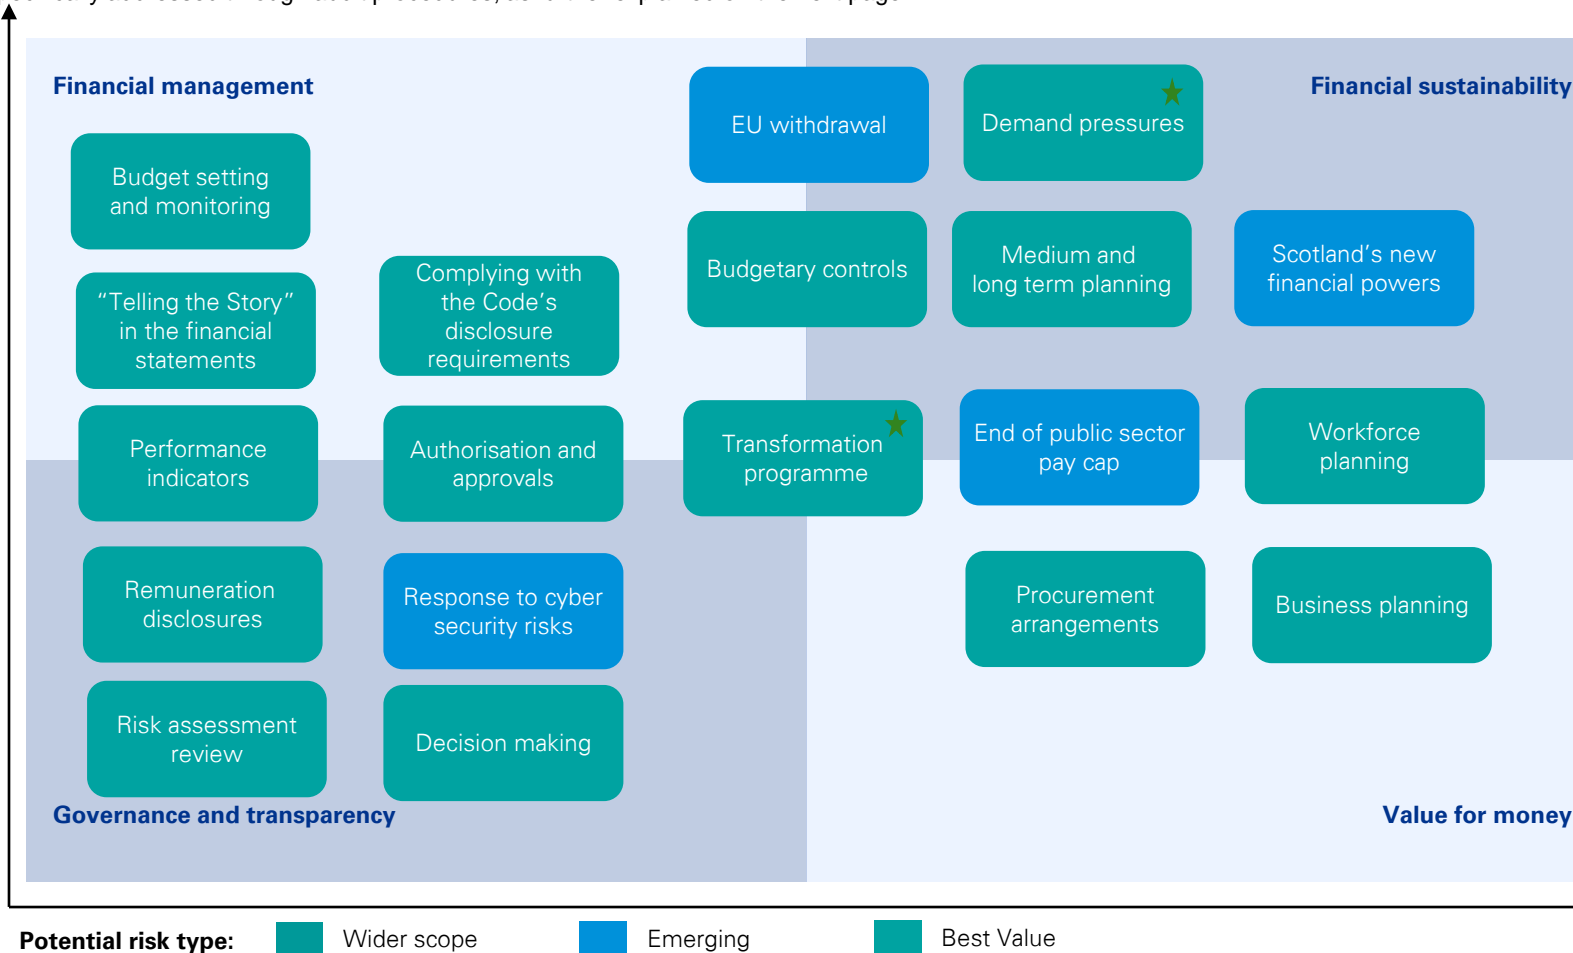 Financial management
Financial sustainability
EU withdrawal
Demand pressures
Budget setting
and monitoring
Budgetary controls
Medium and
long term planning
Scotland’s new
financial powers
“Telling the Story”
in the financial
statements
Complying with
the Code’s
disclosure
requirements
Performance
indicators
Authorisation and
approvals
Transformation
programme
End of public sector
pay cap
Workforce
planning
Remuneration
disclosures
Response to cyber
security risks
Procurement
arrangements
Business planning
Risk assessment
review
Decision making
Governance and transparency
Value for money
Potential risk type:
Wider scope
Emerging
Best Value